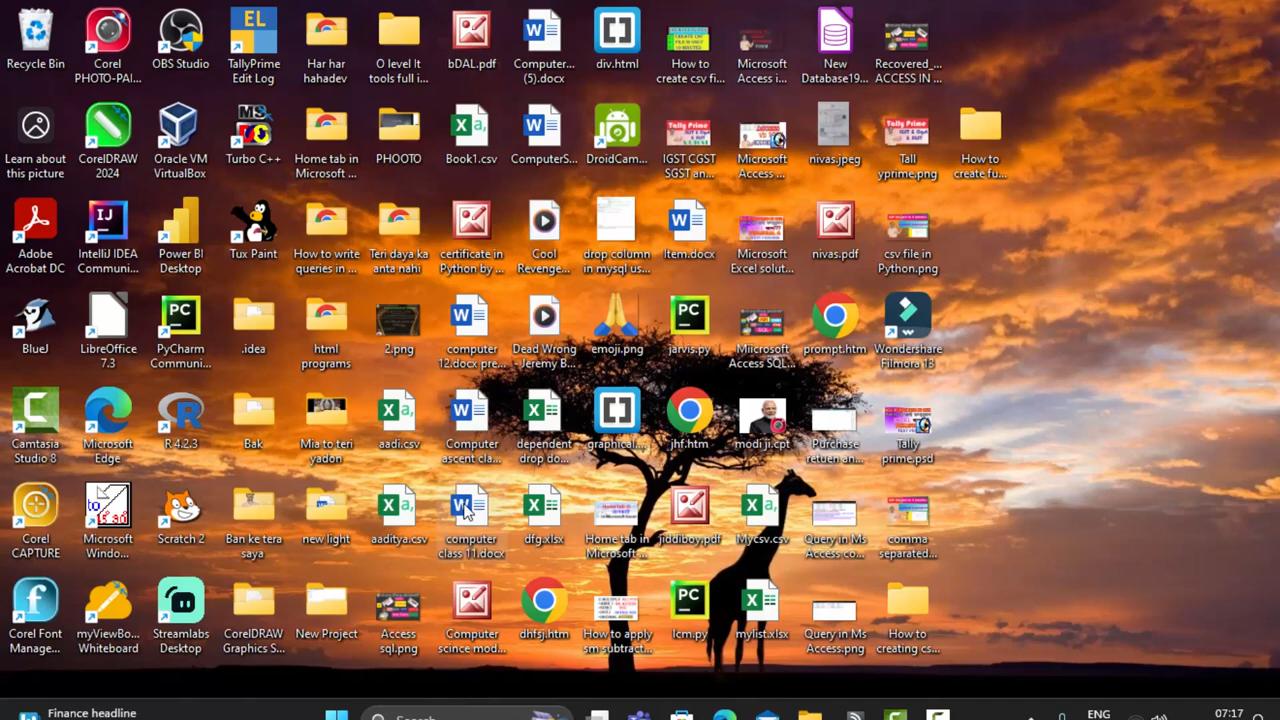 Recycle Bin
Corel
PHOTO-PAI...
OBS Studio
TallyPrime
Edit Log
Har har
hahadev
O level It
tools full i...
bDAL.pdf
Computer...
(5).docx
div.html
How to
create csv fi...
Microsoft
Access i...
New
Database19...
Recovered_...
ACCESS IN ...
Learn about
this picture
CorelDRAW
2024
Oracle VM
VirtualBox
Turbo C++
Home tab in
Microsoft ...
PHOOTO
Book1.csv
ComputerS...
DroidCam...
IGST CGST
SGST an...
Microsoft
Access ...
nivas.jpeg
Tall
yprime.png
How to
create fu...
Adobe
Acrobat DC
IntelliJ IDEA
Communi...
Power BI
Desktop
Tux Paint
How to write
queries in ...
Teri daya ka
anta nahi
certificate in
Python by ...
Cool
Revenge...
drop column
in mysql us...
Item.docx
Microsoft
Excel solut...
nivas.pdf
csv file in
Python.png
BlueJ
LibreOffice
7.3
PyCharm
Communi...
.idea
html
programs
2.png
computer
12.docx pre...
Dead Wrong
- Jeremy B...
emoji.png
jarvis.py
Miicrosoft
Access SQL...
prompt.htm
Wondershare
Filmora 13
Camtasia
Studio 8
Microsoft
Edge
R 4.2.3
Bak
Mia to teri
yadon
aadi.csv
Computer
ascent cla...
dependent
drop do...
graphical...
jhf.htm
modi ji.cpt
Purchase
retuen an...
Tally
prime.psd
Corel
CAPTURE
Microsoft
Windo...
Scratch 2
Ban ke tera
saya
new light
aaditya.csv
computer
class 11.docx
dfg.xlsx
Home tab in
Microsoft ...
jiddiboy.pdf
Mycsv.csv
Query in Ms
Access co...
comma
separated...
Corel Font
Manage...
myViewBo...
Whiteboard
Streamlabs
Desktop
CorelDRAW
Graphics S...
New Project
Access
sql.png
Computer
scince mod...
dhfsj.htm
How to apply
sm subtract...
lcm.py
mylist.xlsx
Query in Ms
Access.png
How to
creating cs...
Finance headline
Search
ENG
07:17